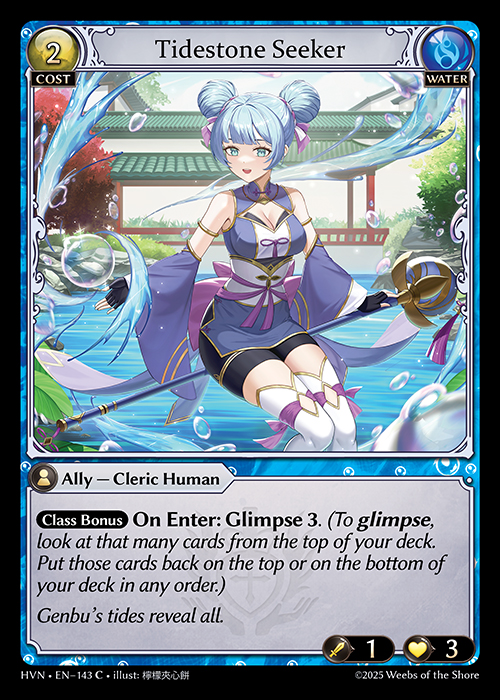 2
COST
Tidestone Seeker
WATER
Ally — Cleric Human
Class Bonus On Enter: Glimpse 3. (To glimpse,
look at that many cards from the top of your deck.
Put those cards back on the top or on the bottom of
your deck in any order.)
Genbu's tides reveal all.
1
3
HVN • EN–143 C • illust: 檸檬夾心餅
©2025 Weebs of the Shore